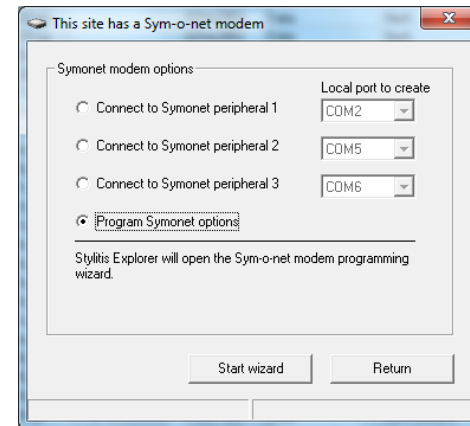 This site has a Sym-o-net modem
Symonet modem options
Local port to create
Connect to Symonet peripheral 1
COM2
Connect to Symonet peripheral 2
COM5
Connect to Symonet peripheral 3
COM6
Program Symonet options
Stylitis Explorer will open the Sym-o-net modem programming
wizard.
Start wizard
Return